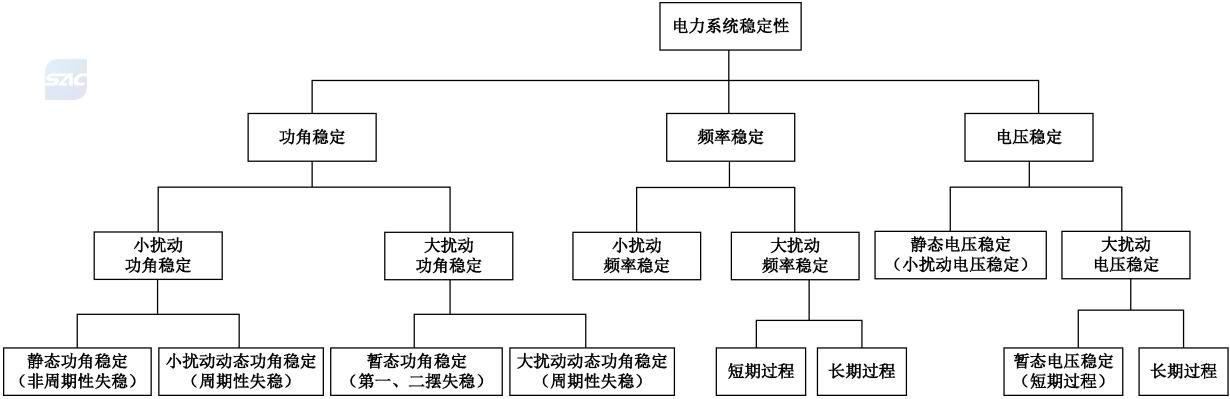 电力系统稳定性
SAC
功角稳定
频率稳定
电压稳定
小扰动
功角稳定
大扰动
功角稳定
小扰动
频率稳定
大扰动
频率稳定
静态电压稳定
（小扰动电压稳定）
大扰动
电压稳定
静态功角稳定
（非周期性失稳）
小扰动动态功角稳定
（周期性失稳）
暂态功角稳定
（第一、二摆失稳）
大扰动动态功角稳定
（周期性失稳）
短期过程
长期过程
暂态电压稳定
（短期过程）
长期过程